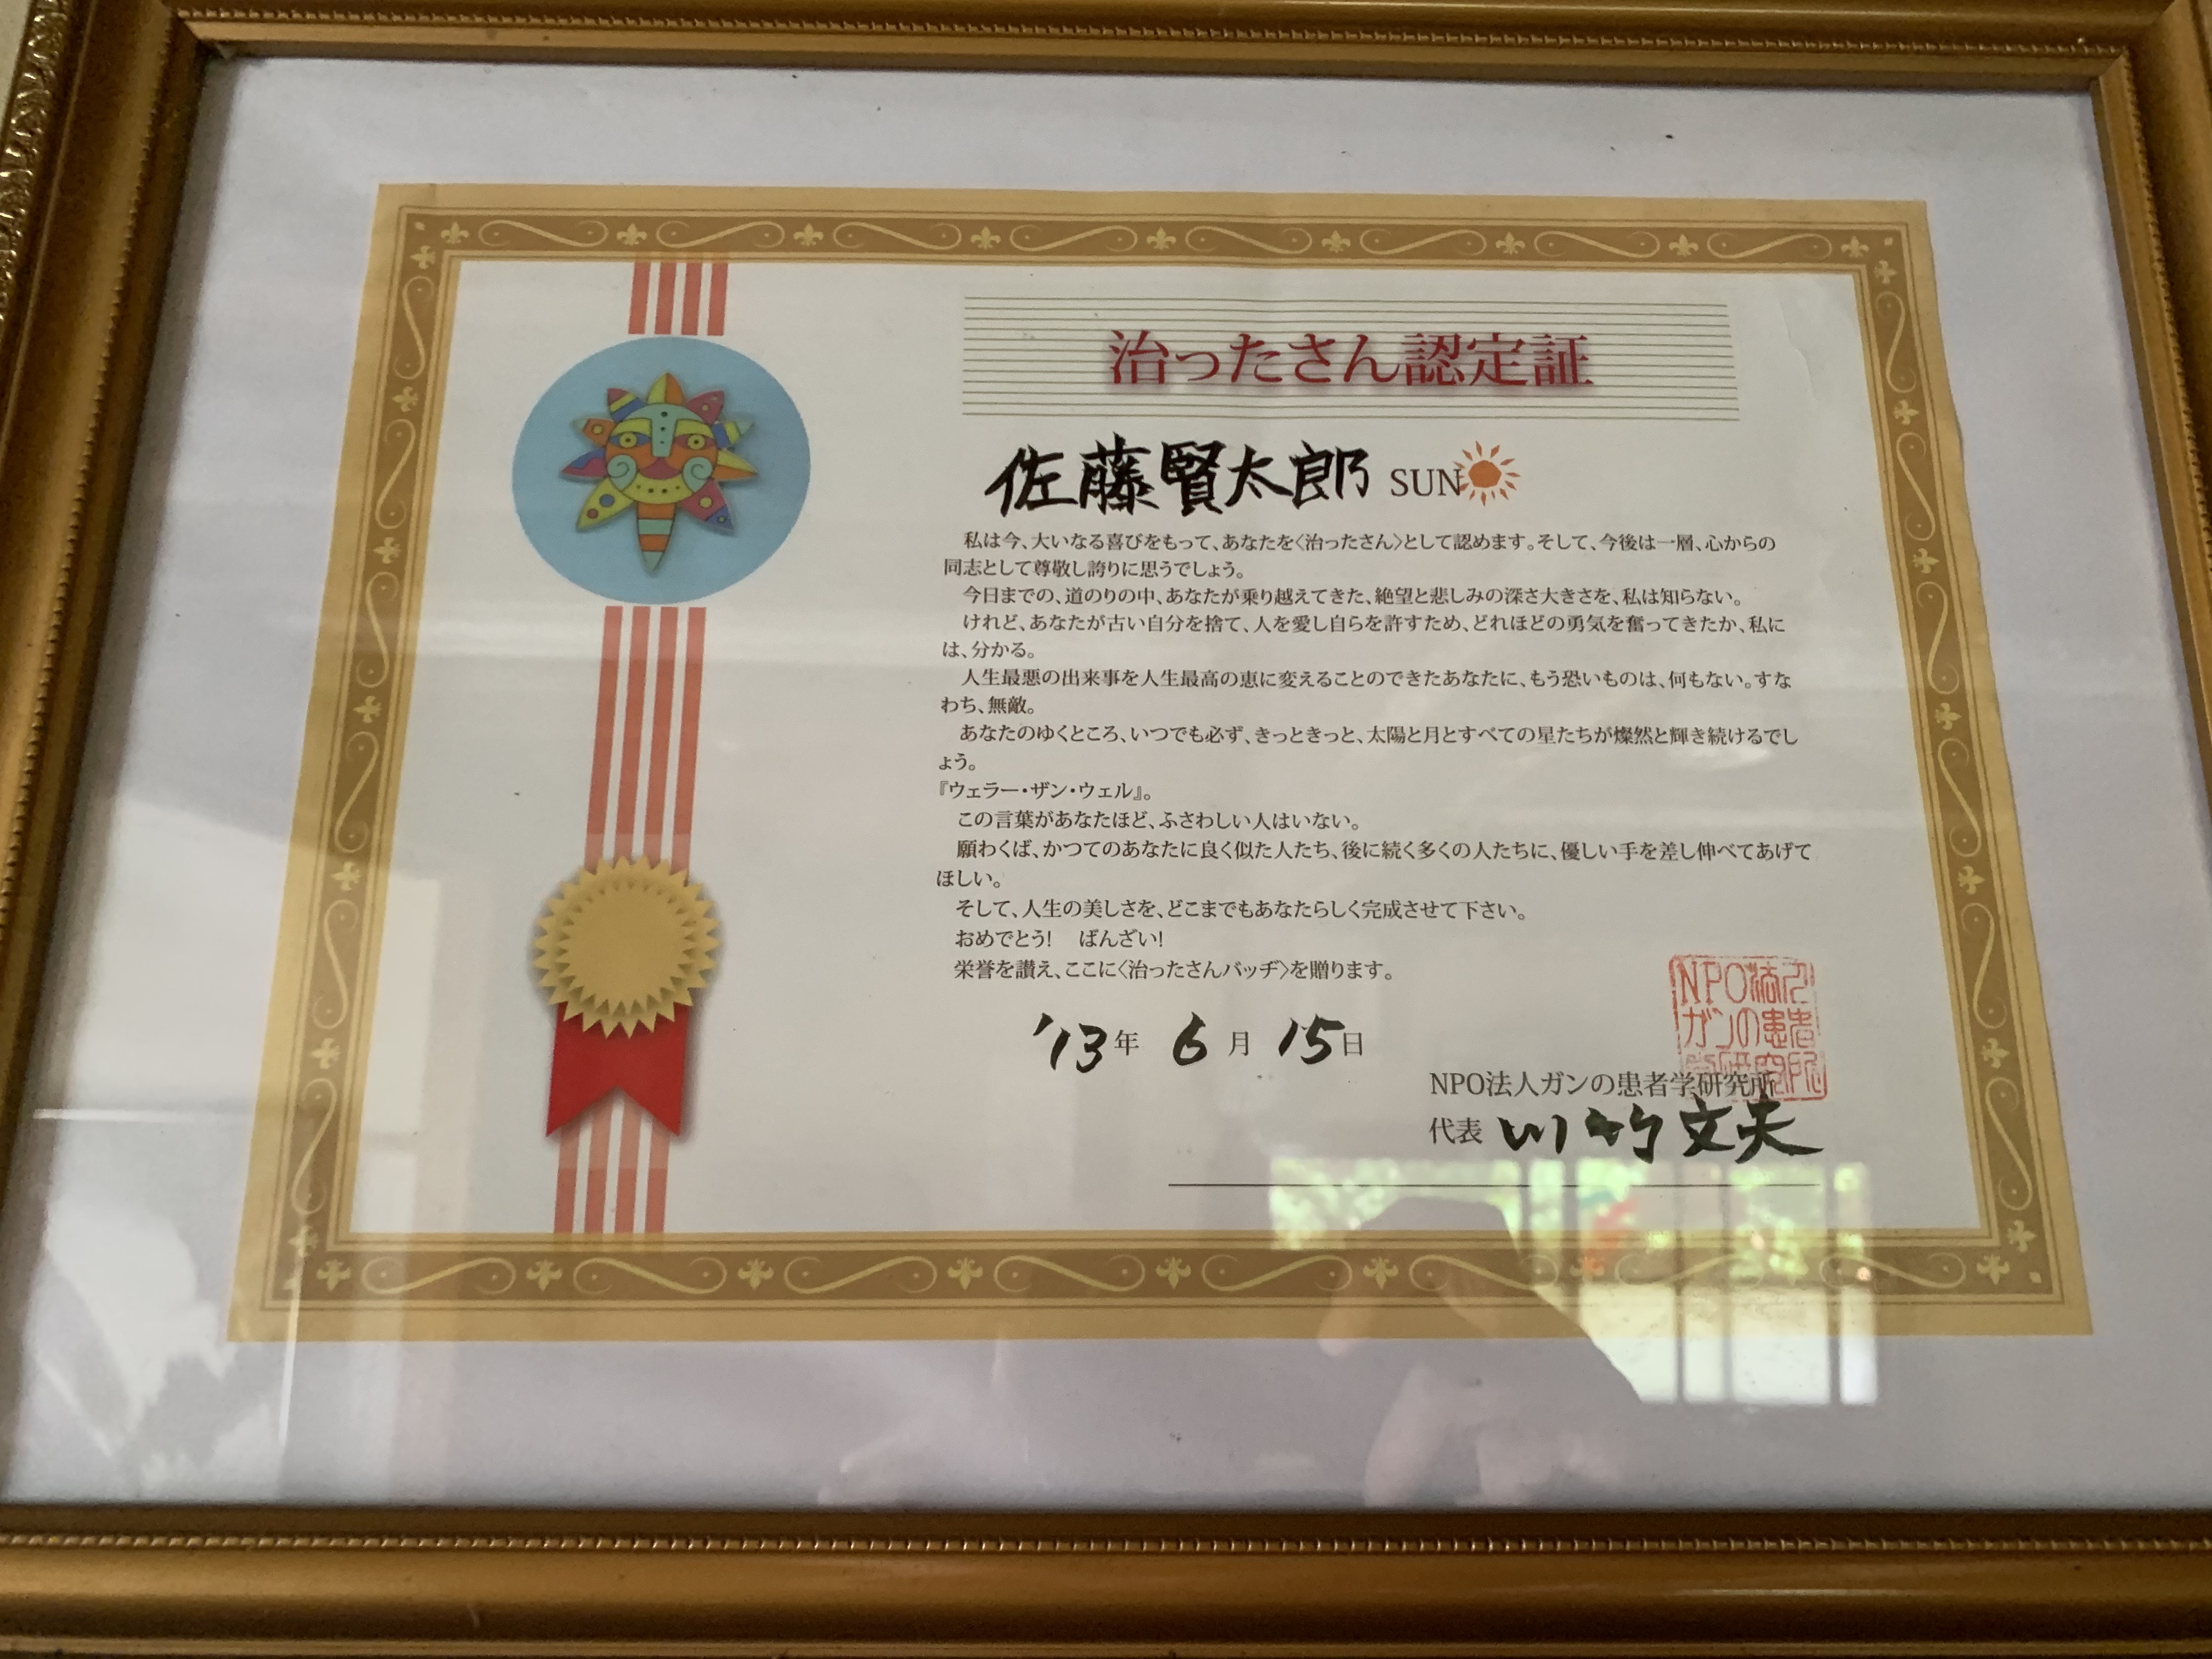 治ったさん認定証
佐藤賢太郎 SUN
私は今、大いなる喜びをもって、あなたを〈治ったさん〉として認めます。そして、今後は一層、心からの
同志として尊敬し誇りに思うでしょう。
今日までの、道のりの中、あなたが乗り越えてきた、絶望と悲しみの深さ大きさを、私は知らない。
けれど、あなたが古い自分を捨て、人を愛し自らを許すため、どれほどの勇気を奮ってきたか、私に
は、分かる。
人生最悪の出来事を人生最高の恵に変えることのできたあなたに、もう恐いものは、何もない。すな
わち、無敵。
あなたのゆくところ、いつでも必ず、きっときっと、太陽と月とすべての星たちが燦然と輝き続けるでし
ょう。
『ウェラー・ザン・ウェル』。
この言葉があなたほど、ふさわしい人はいない。
願わくば、かつてのあなたに良く似た人たち、後に続く多くの人たちに、優しい手を差し伸べてあげて
ほしい。
そして、人生の美しさを、どこまでもあなたらしく完成させて下さい。
おめでとう! ばんざい!
栄誉を讃え、ここに〈治ったさんバッヂ〉を贈ります。
'13年 6月 15日
NPO法人
ガンの患者
学研究所
NPO法人ガンの患者学研究所
代表 川竹文夫